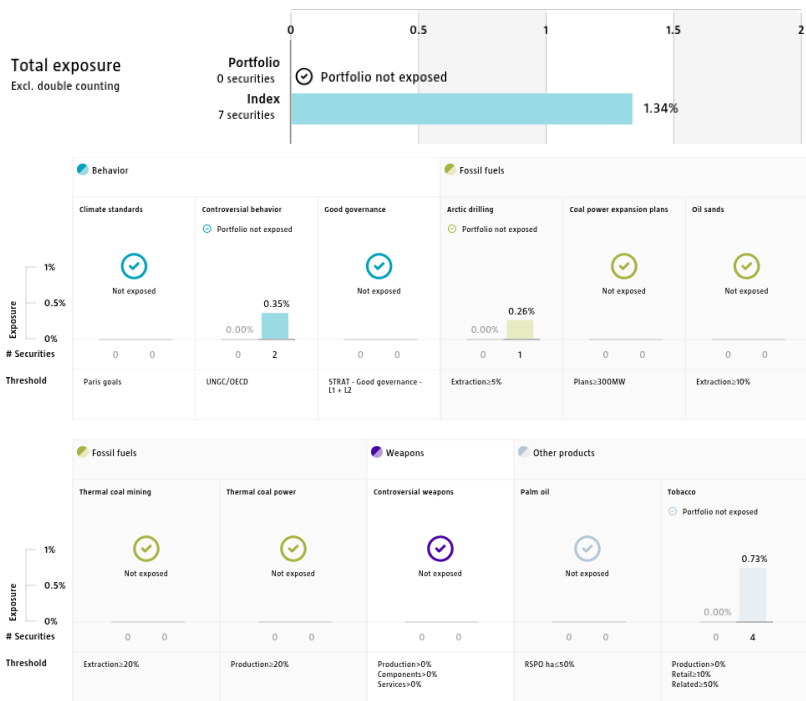 0 0.5 1 1.5 2
Total exposure
Excl. double counting
Portfolio
0 securities
Portfolio not exposed
Index
7 securities
1.34%
Behavior
Fossil fuels
Climate standards
Controversial behavior
Good governance
Arctic drilling
Coal power expansion plans
Oil sands
Portfolio not exposed
Portfolio not exposed
Exposure
1%
0.5%
0%
Not exposed
0.00% 0.35%
Not exposed
0.00% 0.26%
Not exposed
Not exposed
# Securities 0 0 0 2 0 0 0 1 0 0 0 0
Threshold
Paris goals
UNGC/OECD
STRAT - Good governance -
L1 + L2
Extraction≥5%
Plans≥300MW
Extraction≥10%
Fossil fuels
Weapons
Other products
Thermal coal mining
Thermal coal power
Controversial weapons
Palm oil
Tobacco
Portfolio not exposed
Exposure
1%
0.5%
0%
Not exposed
Not exposed
Not exposed
Not exposed
0.00% 0.73%
# Securities 0 0 0 0 0 0 0 0 0 4
Threshold
Extraction≥20%
Production≥20%
Production>0%
Components>0%
Services>0%
RSPO ha≤50%
Production>0%
Retail≥10%
Related≥50%